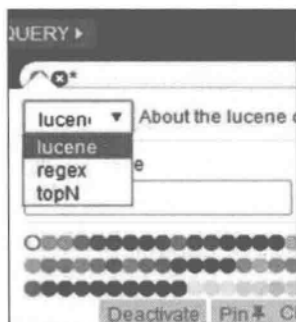 QUERY ▸
lucene ▼ About the lucene
lucene
regex
topN
e
Deactivate Pin